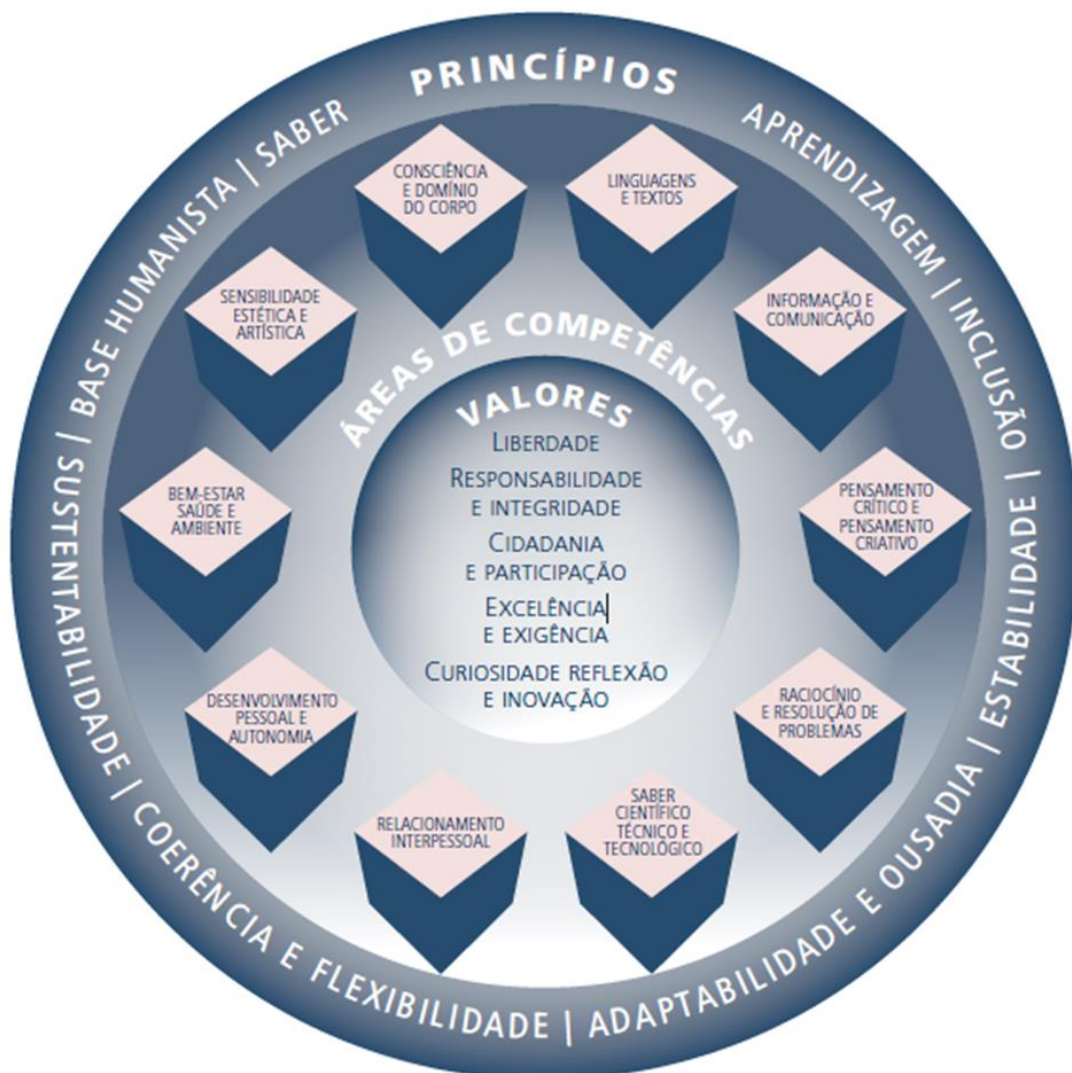 PRINCÍPIOS
BASE HUMANISTA | SABER
APRENDIZAGEM | INCLUSÃO |
ESTABILIDADE |
ADAPTABILIDADE E OUSADIA |
COERÊNCIA E FLEXIBILIDADE |
SUSTENTABILIDADE |
CONSCIÊNCIA
E DOMÍNIO
DO CORPO
LINGUAGENS
E TEXTOS
INFORMAÇÃO E
COMUNICAÇÃO
PENSAMENTO
CRÍTICO E
PENSAMENTO
CRIATIVO
RACIOCÍNIO
E RESOLUÇÃO DE
PROBLEMAS
SABER
CIENTÍFICO
TÉCNICO E
TECNOLÓGICO
RELACIONAMENTO
INTERPESSOAL
DESENVOLVIMENTO
PESSOAL E
AUTONOMIA
BEM-ESTAR
SAÚDE E
AMBIENTE
SENSIBILIDADE
ESTÉTICA E
ARTÍSTICA
ÁREAS DE COMPETÊNCIAS
VALORES
LIBERDADE
RESPONSABILIDADE
E INTEGRIDADE
CIDADANIA
E PARTICIPAÇÃO
EXCELÊNCIA
E EXIGÊNCIA
CURIOSIDADE REFLEXÃO
E INOVAÇÃO